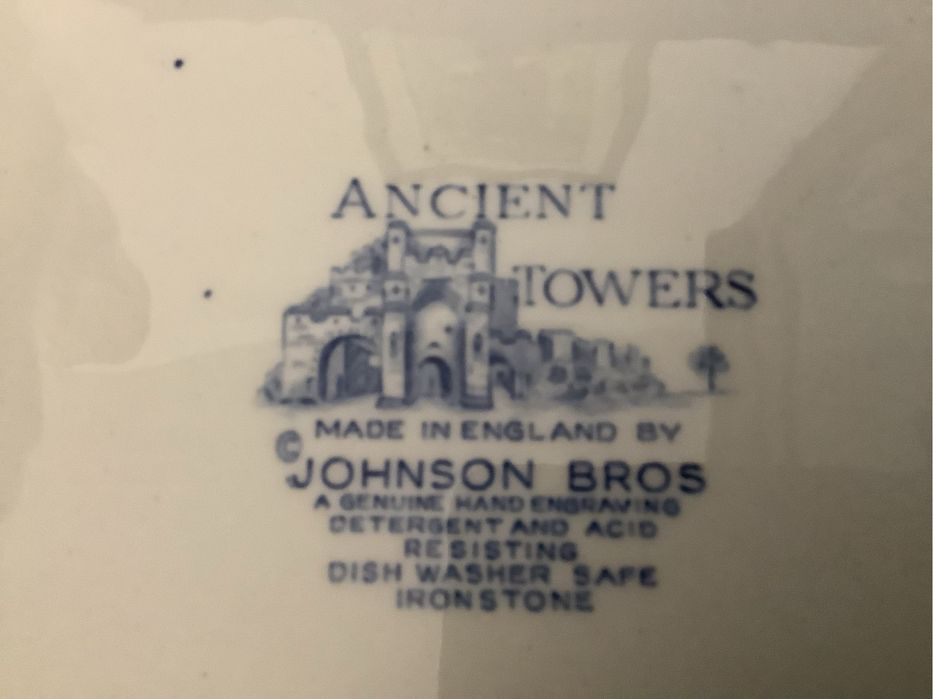 ANCIENT
TOWERS
MADE IN ENGLAND BY
©JOHNSON BROS
A GENUINE HAND ENGRAVING
DETERGENT AND ACID
RESISTING
DISH WASHER SAFE
IRONSTONE